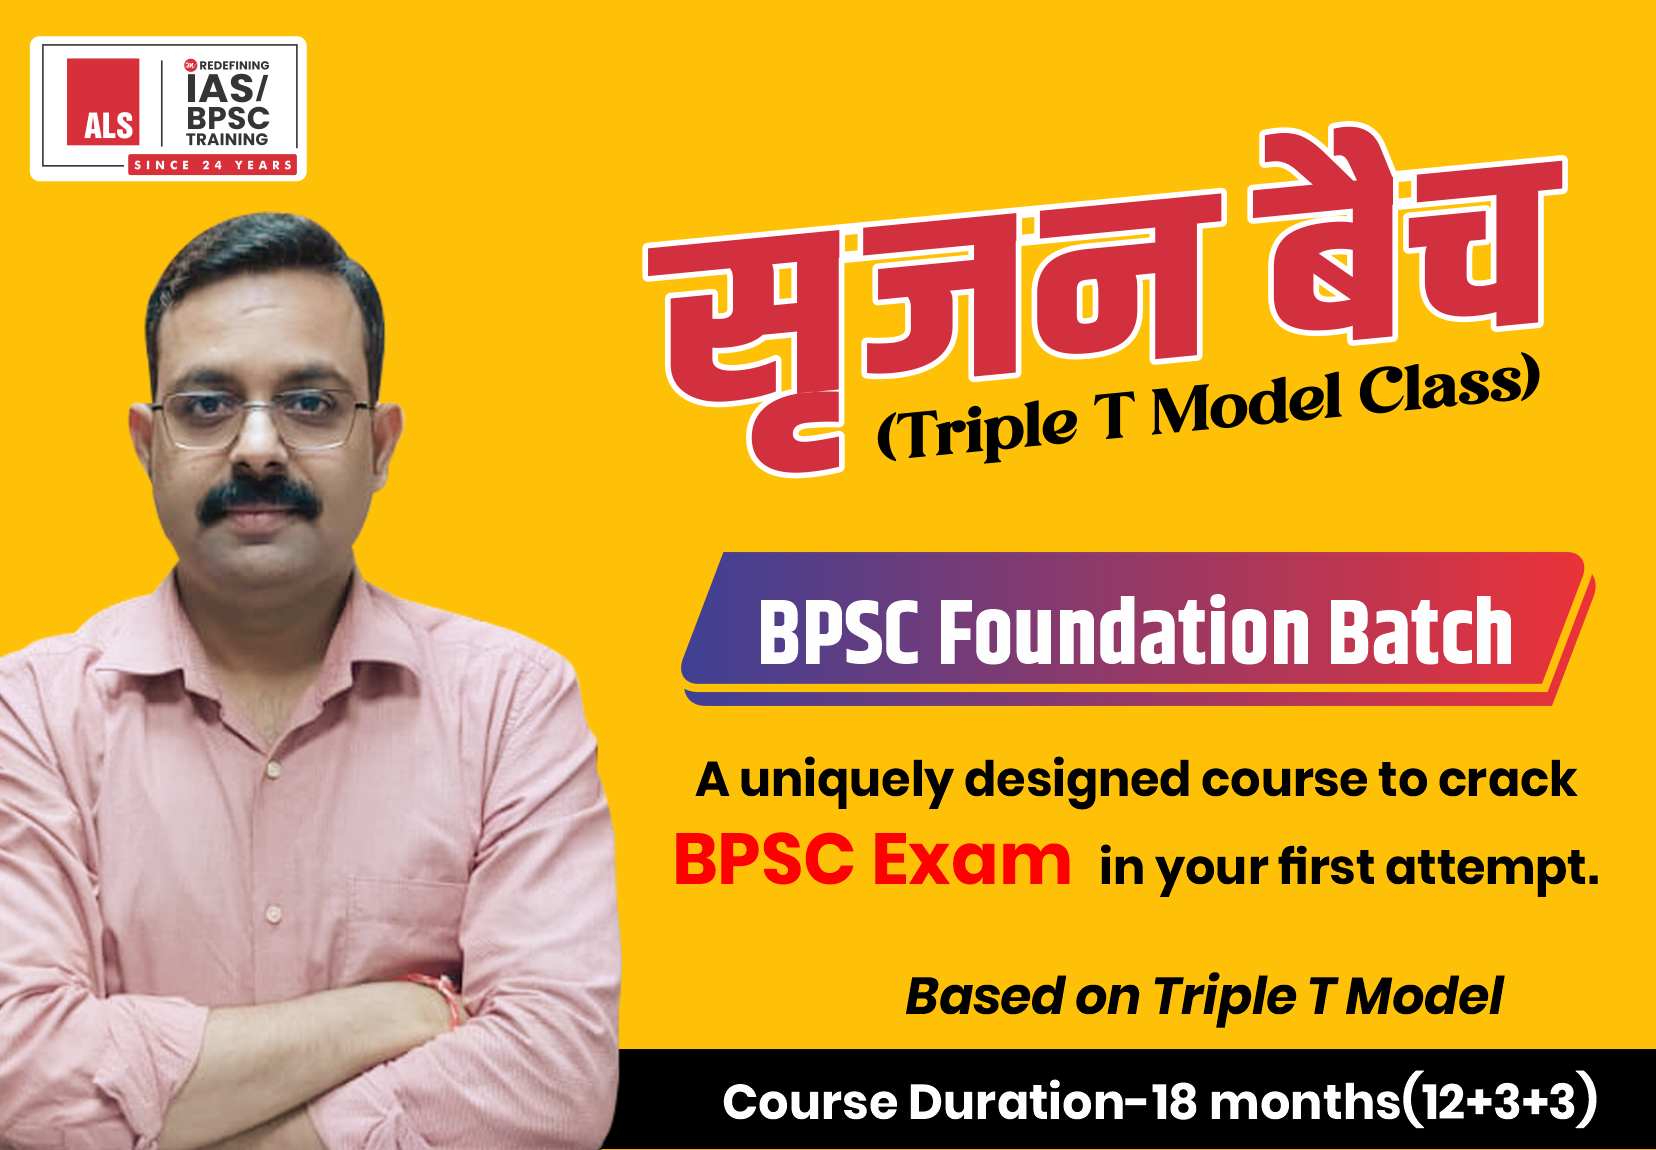 ALS
REDEFINING
IAS/
BPSC
TRAINING
SINCE 24 YEARS
सृजन बैच
(Triple T Model Class)
BPSC Foundation Batch
A uniquely designed course to crack
BPSC Exam in your first attempt.
Based on Triple T Model
Course Duration-18 months(12+3+3)